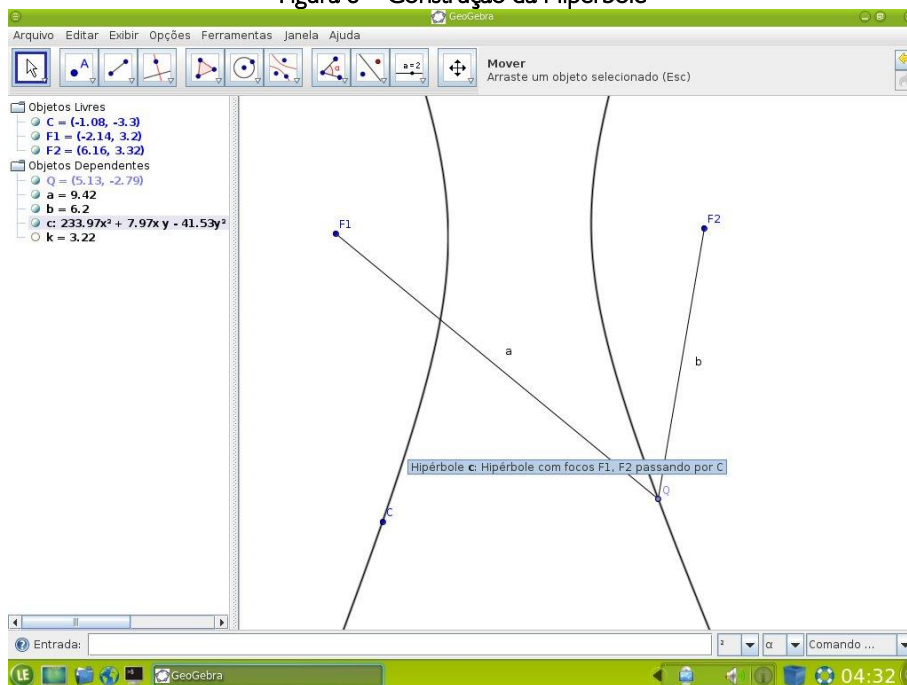 Figura 6 – Construção da Hipérbole
GeoGebra
Arquivo Editar Exibir Opções Ferramentas Janela Ajuda
A
α
a=2
Mover
Arraste um objeto selecionado (Esc)
Objetos Livres
C = (-1.08, -3.3)
F1 = (-2.14, 3.2)
F2 = (6.16, 3.32)
Objetos Dependentes
Q = (5.13, -2.79)
a = 9.42
b = 6.2
c: 233.97x² + 7.97x y - 41.53y²
k = 3.22
F1
F2
a
b
Hipérbole c: Hipérbole com focos F1, F2 passando por C
Q
C
Entrada:
² α Comando ...
LE GeoGebra 04:32